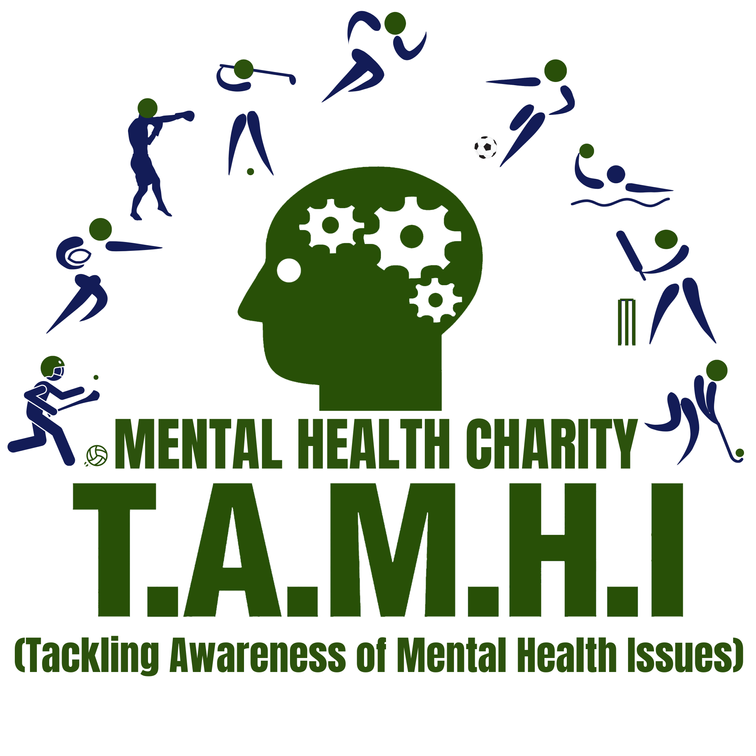 MENTAL HEALTH CHARITY
T.A.M.H.I
(Tackling Awareness of Mental Health Issues)